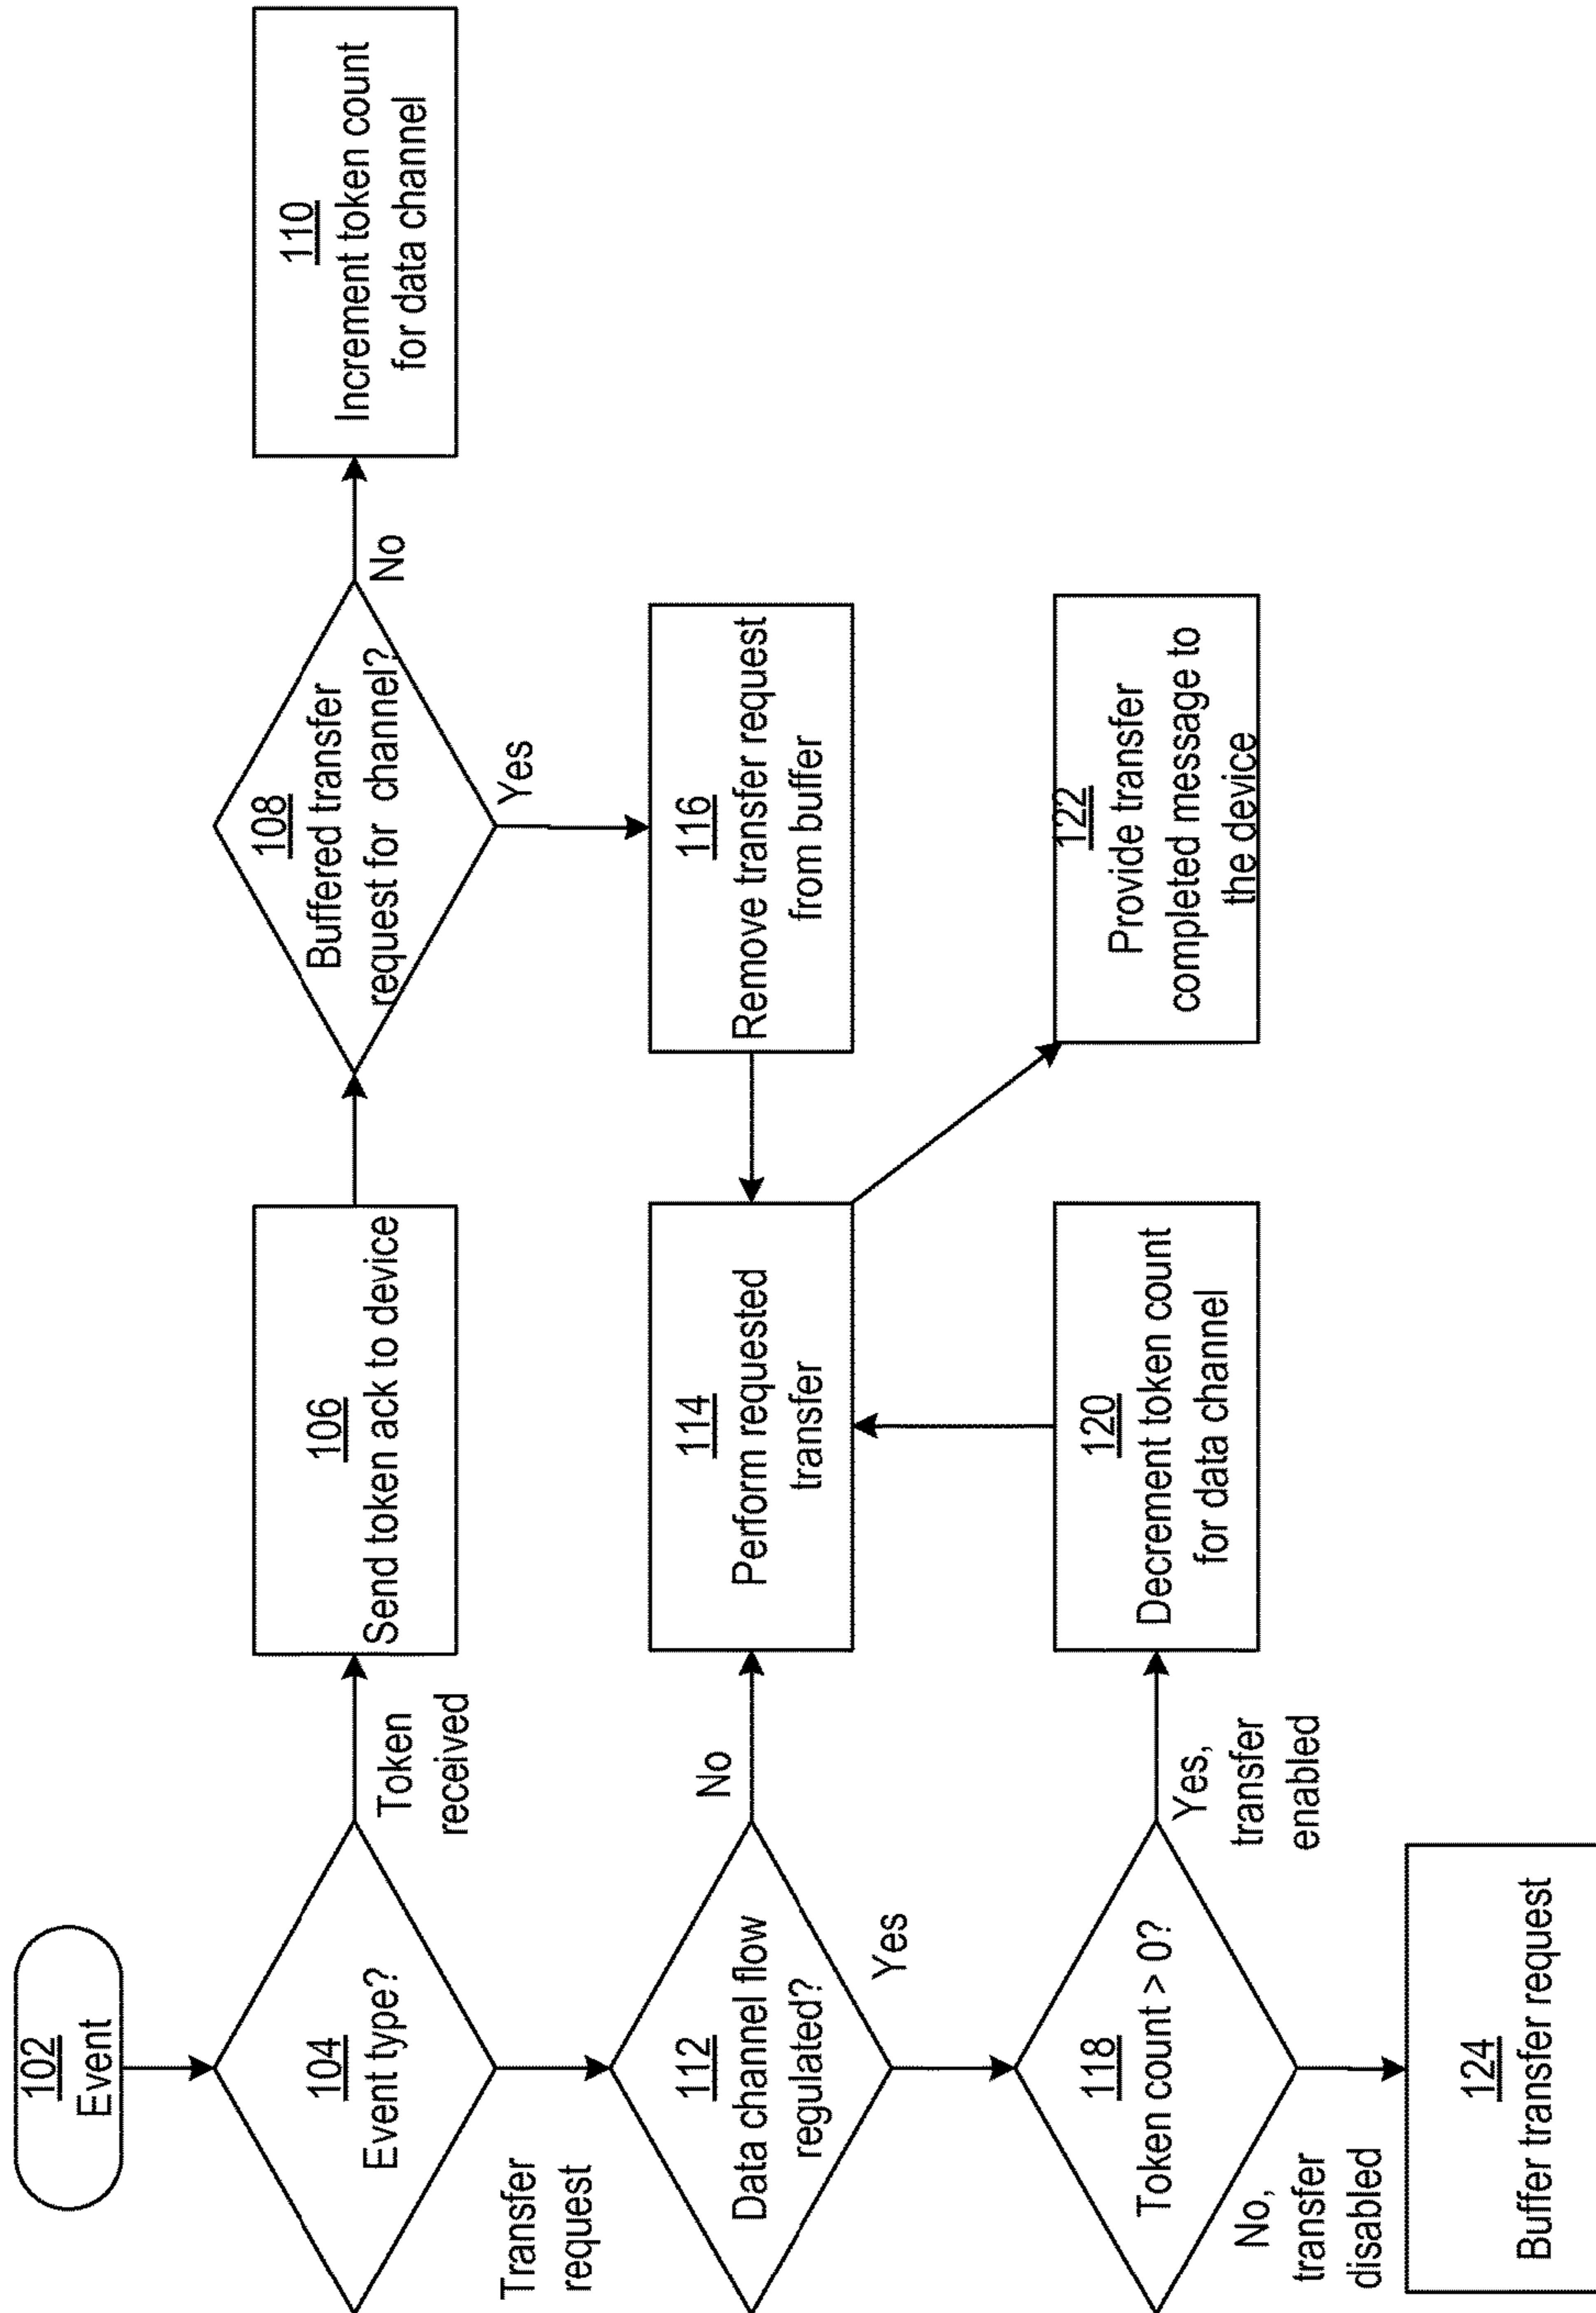 102
Event
104
Event type?
Token
received
106
Send token ack to device
108
Buffered transfer
request for channel?
No
110
Increment token count
for data channel
Yes
Transfer
request
112
Data channel flow
regulated?
No
114
Perform requested
transfer
116
Remove transfer request
from buffer
Yes
118
Token count > 0?
Yes,
transfer
enabled
120
Decrement token count
for data channel
122
Provide transfer
completed message to
the device
No,
transfer
disabled
124
Buffer transfer request